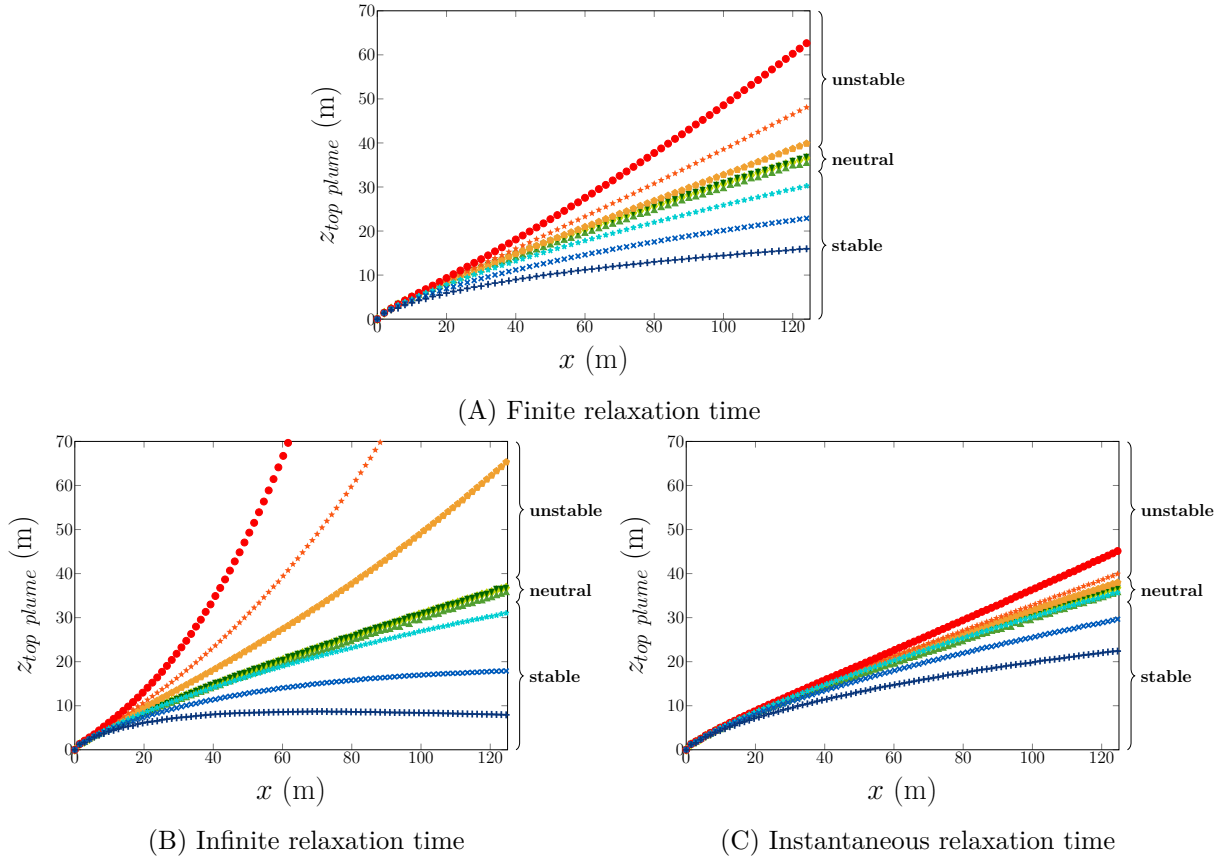 70
60
50
40
30
20
10
0
z_top plume (m)
0 20 40 60 80 100 120
x (m)
unstable
neutral
stable
(A) Finite relaxation time
70
60
50
40
30
20
10
0
z_top plume (m)
0 20 40 60 80 100 120
x (m)
unstable
neutral
stable
(B) Infinite relaxation time
70
60
50
40
30
20
10
0
z_top plume (m)
0 20 40 60 80 100 120
x (m)
unstable
neutral
stable
(C) Instantaneous relaxation time